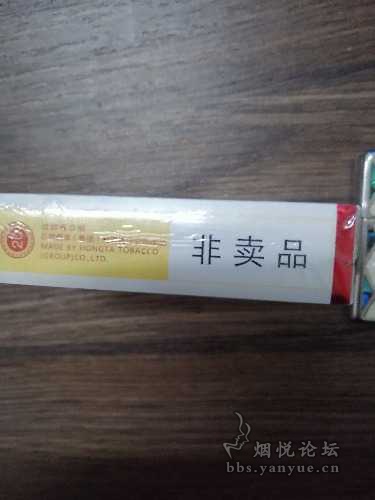 MADE BY HONGTA TOBACCO
(GROUP)CO.,LTD.
非卖品
烟悦论坛
bbs.yanyue.cn